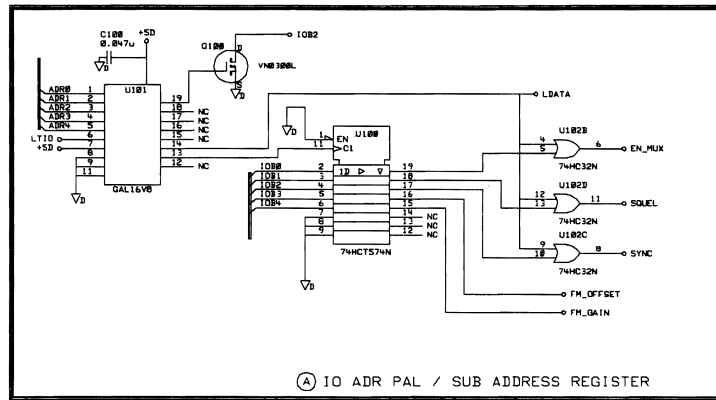 C100
0.047u
+5D
D
Q100
D
S
D
IOB2
VN0300L
U101
ADR0 1
ADR1 2
ADR2 3
ADR3 4
ADR4 5
LTIO 6
+5D 7
8
9
11
19
18 NC
17 NC
16 NC
15 NC
14
13
12 NC
GAL16V8
D
LDATA
U100
D
1 EN
11 C1
IOB0 2
IOB1 3
IOB2 4
IOB3 5
IOB4 6
7
8
9
1D
19
18
17
16
15
14 NC
13 NC
12 NC
74HCT574N
D
U102B
4
5
6
EN_MUX
74HC32N
U102D
12
13
11
SQUEL
74HC32N
U102C
9
10
8
SYNC
74HC32N
FM_OFFSET
FM_GAIN
A IO ADR PAL / SUB ADDRESS REGISTER